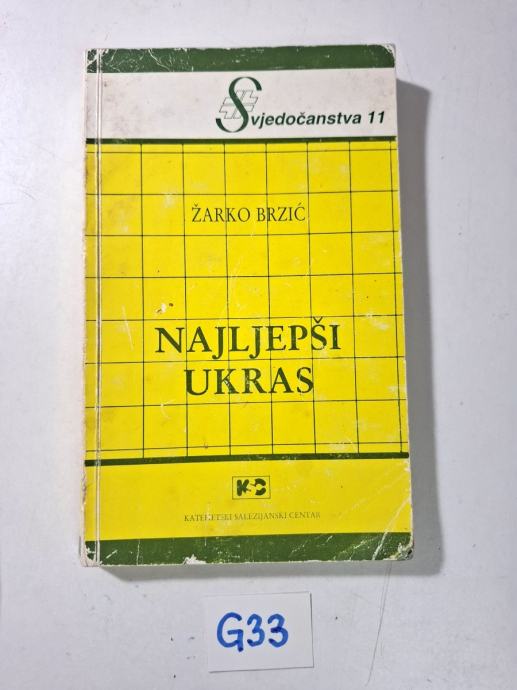 Svjedočanstva 11
ŽARKO BRZIĆ
NAJLJEPŠI
UKRAS
KSC
KATEHETSKI SALEZIJANSKI CENTAR
G33